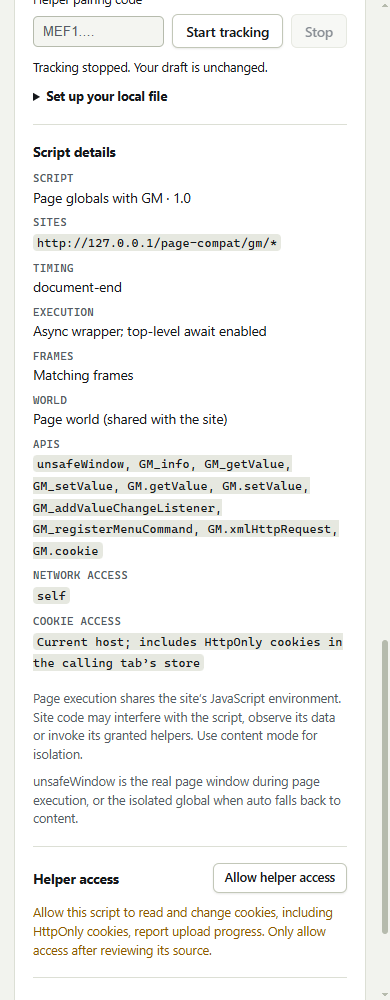 Helper pairing code
MEF1....
Start tracking
Stop
Tracking stopped. Your draft is unchanged.
Set up your local file
Script details
SCRIPT
Page globals with GM · 1.0
SITES
http://127.0.0.1/page-compat/gm/*
TIMING
document-end
EXECUTION
Async wrapper; top-level await enabled
FRAMES
Matching frames
WORLD
Page world (shared with the site)
APIS
unsafeWindow, GM_info, GM_getValue,
GM_setValue, GM.getValue, GM.setValue,
GM_addValueChangeListener,
GM_registerMenuCommand, GM.xmlHttpRequest,
GM.cookie
NETWORK ACCESS
self
COOKIE ACCESS
Current host; includes HttpOnly cookies in
the calling tab’s store
Page execution shares the site’s JavaScript environment.
Site code may interfere with the script, observe its data
or invoke its granted helpers. Use content mode for
isolation.
unsafeWindow is the real page window during page
execution, or the isolated global when auto falls back to
content.
Helper access
Allow helper access
Allow this script to read and change cookies, including
HttpOnly cookies, report upload progress. Only allow
access after reviewing its source.